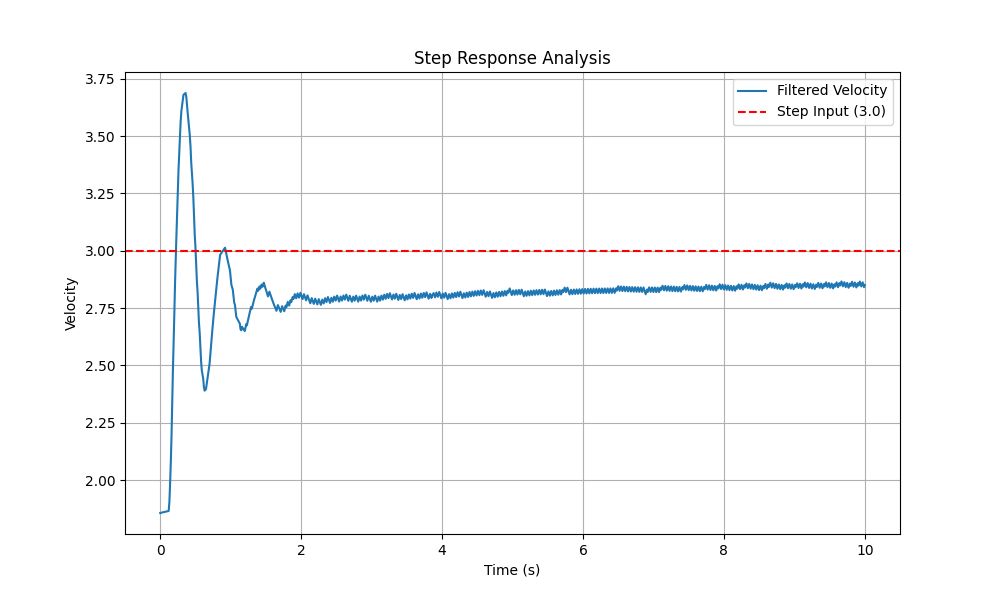 Step Response Analysis
Filtered Velocity
Step Input (3.0)
Velocity
3.75
3.50
3.25
3.00
2.75
2.50
2.25
2.00
0 2 4 6 8 10
Time (s)